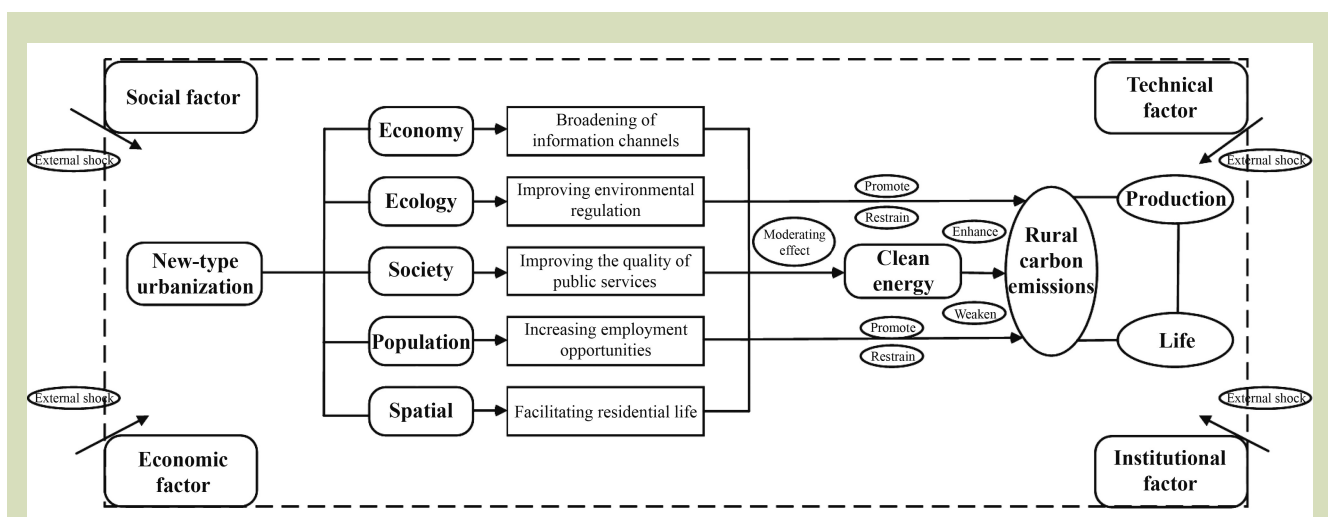 Social factor
Technical
factor
External shock
External shock
Economy
Broadening of
information channels
Ecology
Improving environmental
regulation
Promote
Restrain
Production
New-type
urbanization
Society
Improving the quality of
public services
Moderating
effect
Clean
energy
Enhance
Weaken
Rural
carbon
emissions
Population
Increasing employment
opportunities
Promote
Restrain
Life
Spatial
Facilitating residential life
External shock
External shock
Economic
factor
Institutional
factor